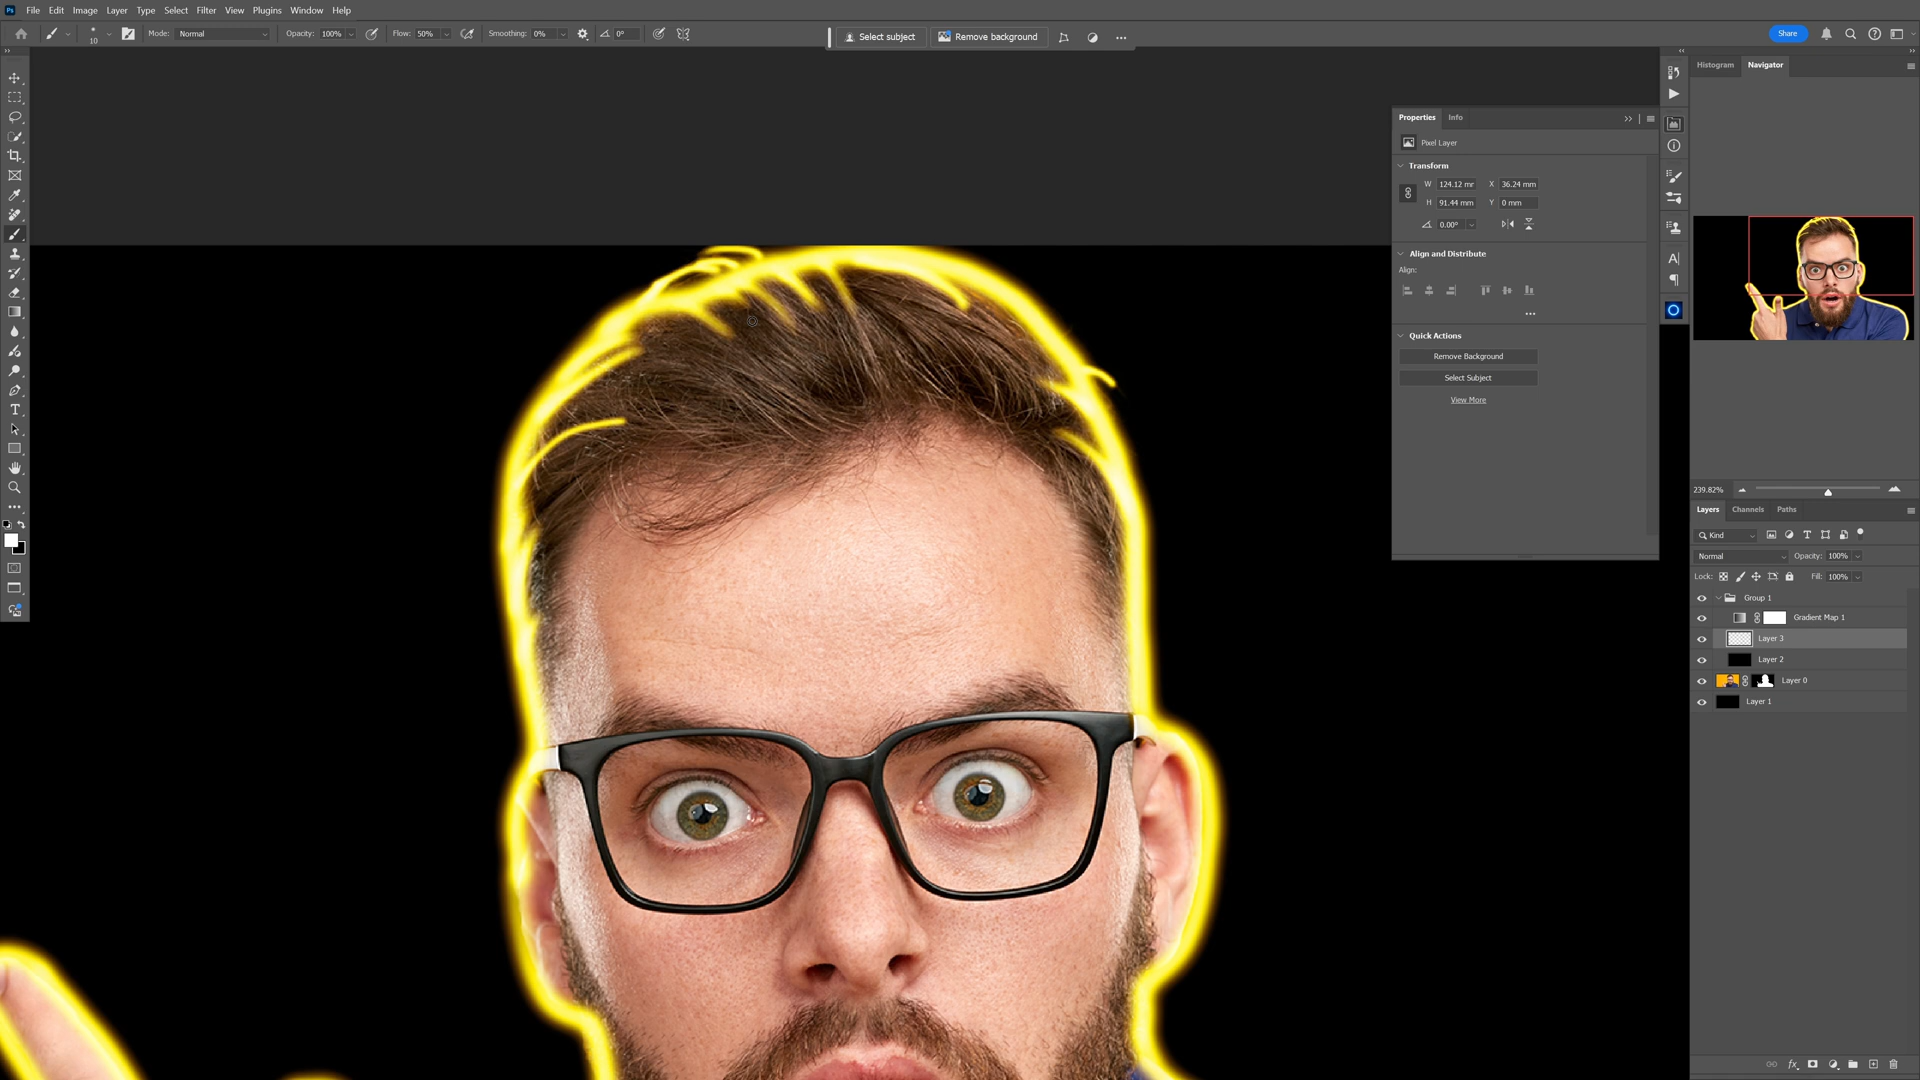 Ps File Edit Image Layer Type Select Filter View Plugins Window Help
10 Mode: Normal Opacity: 100% Flow: 50% Smoothing: 0% 0° Select subject Remove background Share
Histogram Navigator
Properties Info
Pixel Layer
Transform
W 124.12 mr X 36.24 mm
H 91.44 mm Y 0 mm
0.00°
Align and Distribute
Align:
Quick Actions
Remove Background
Select Subject
View More
239.82%
Layers Channels Paths
Kind
Normal Opacity: 100%
Lock: Fill: 100%
Group 1
Gradient Map 1
Layer 3
Layer 2
Layer 0
Layer 1
fx